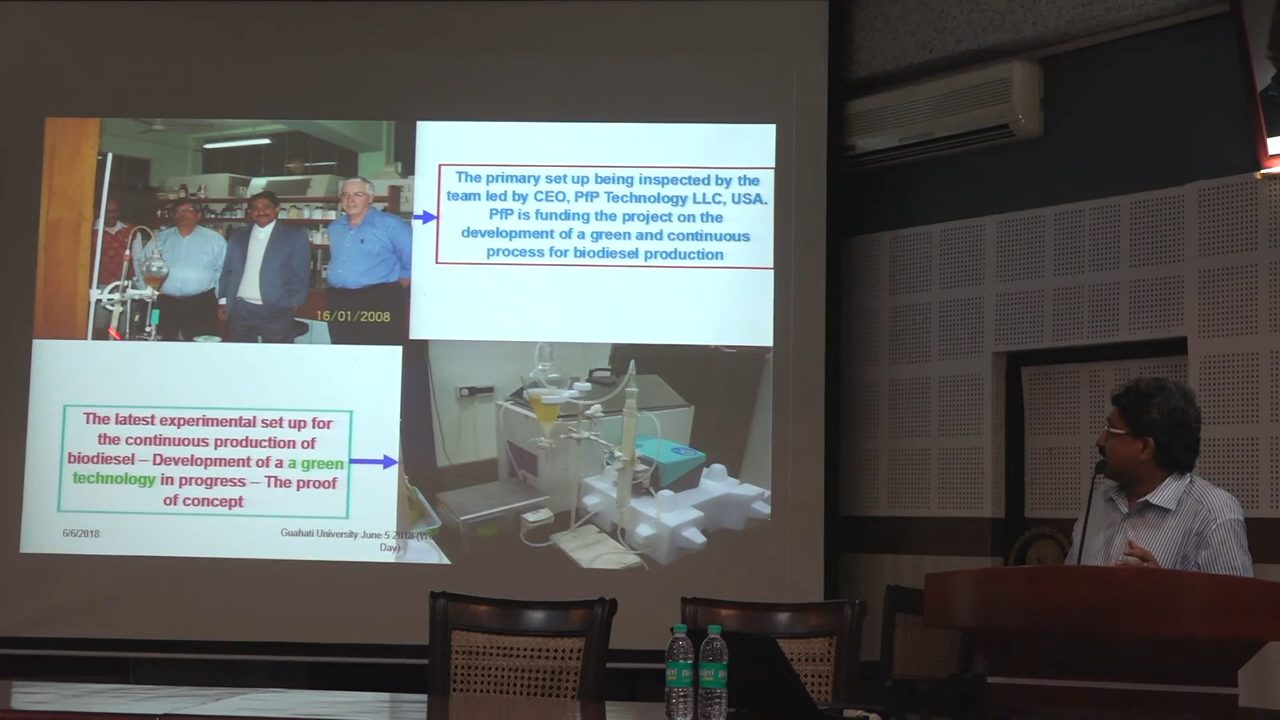 The primary set up being inspected by the
team led by CEO, PfP Technology LLC, USA.
PfP is funding the project on the
development of a green and continuous
process for biodiesel production
16/01/2008
The latest experimental set up for
the continuous production of
biodiesel – Development of a a green
technology in progress – The proof
of concept
6/6/2018
Guahati University June 5 2018
Day)